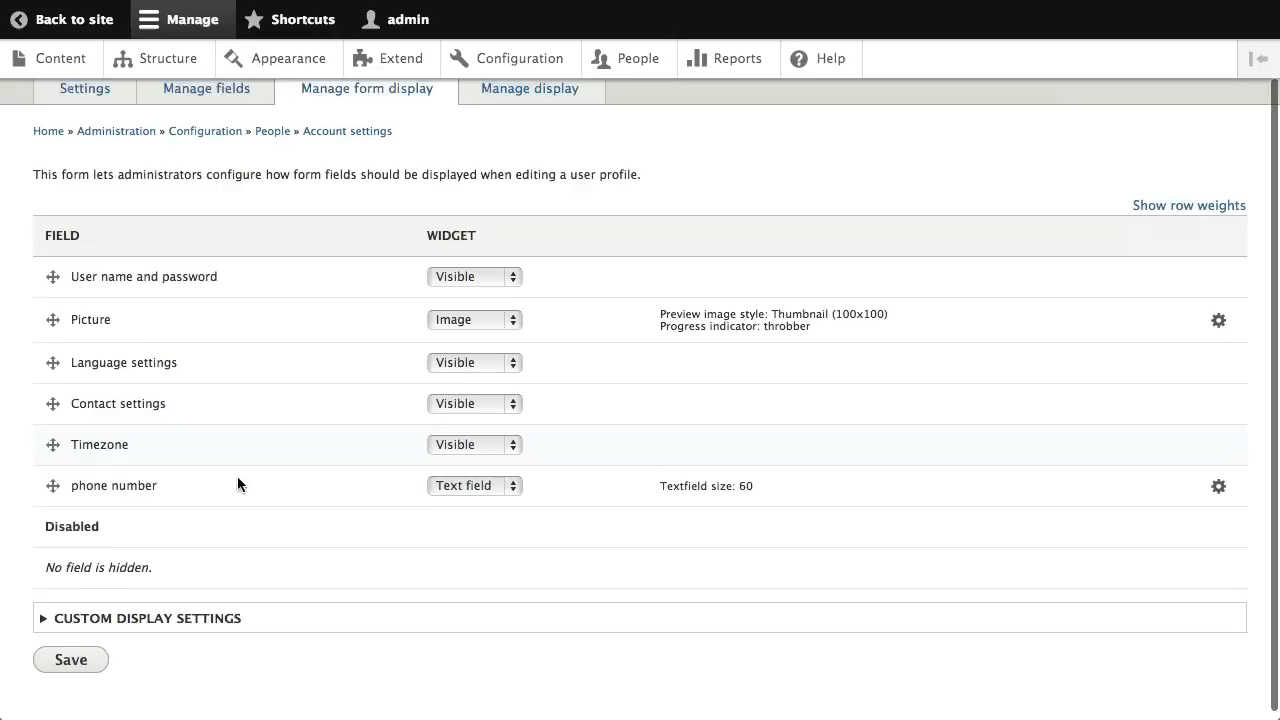 Back to site Manage Shortcuts admin
Content Structure Appearance Extend Configuration People Reports Help
Settings Manage fields Manage form display Manage display
Home » Administration » Configuration » People » Account settings
This form lets administrators configure how form fields should be displayed when editing a user profile.
Show row weights
FIELD WIDGET
User name and password Visible
Picture Image Preview image style: Thumbnail (100x100)
Progress indicator: throbber
Language settings Visible
Contact settings Visible
Timezone Visible
phone number Text field Textfield size: 60
Disabled
No field is hidden.
CUSTOM DISPLAY SETTINGS
Save